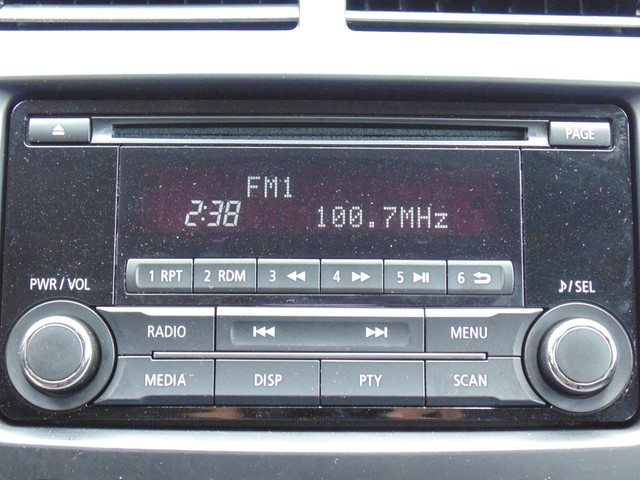 PAGE
FM1
2:38 100.7MHz
1 RPT 2 RDM 3 4 5 6
PWR / VOL
/SEL
RADIO MENU
MEDIA DISP PTY SCAN